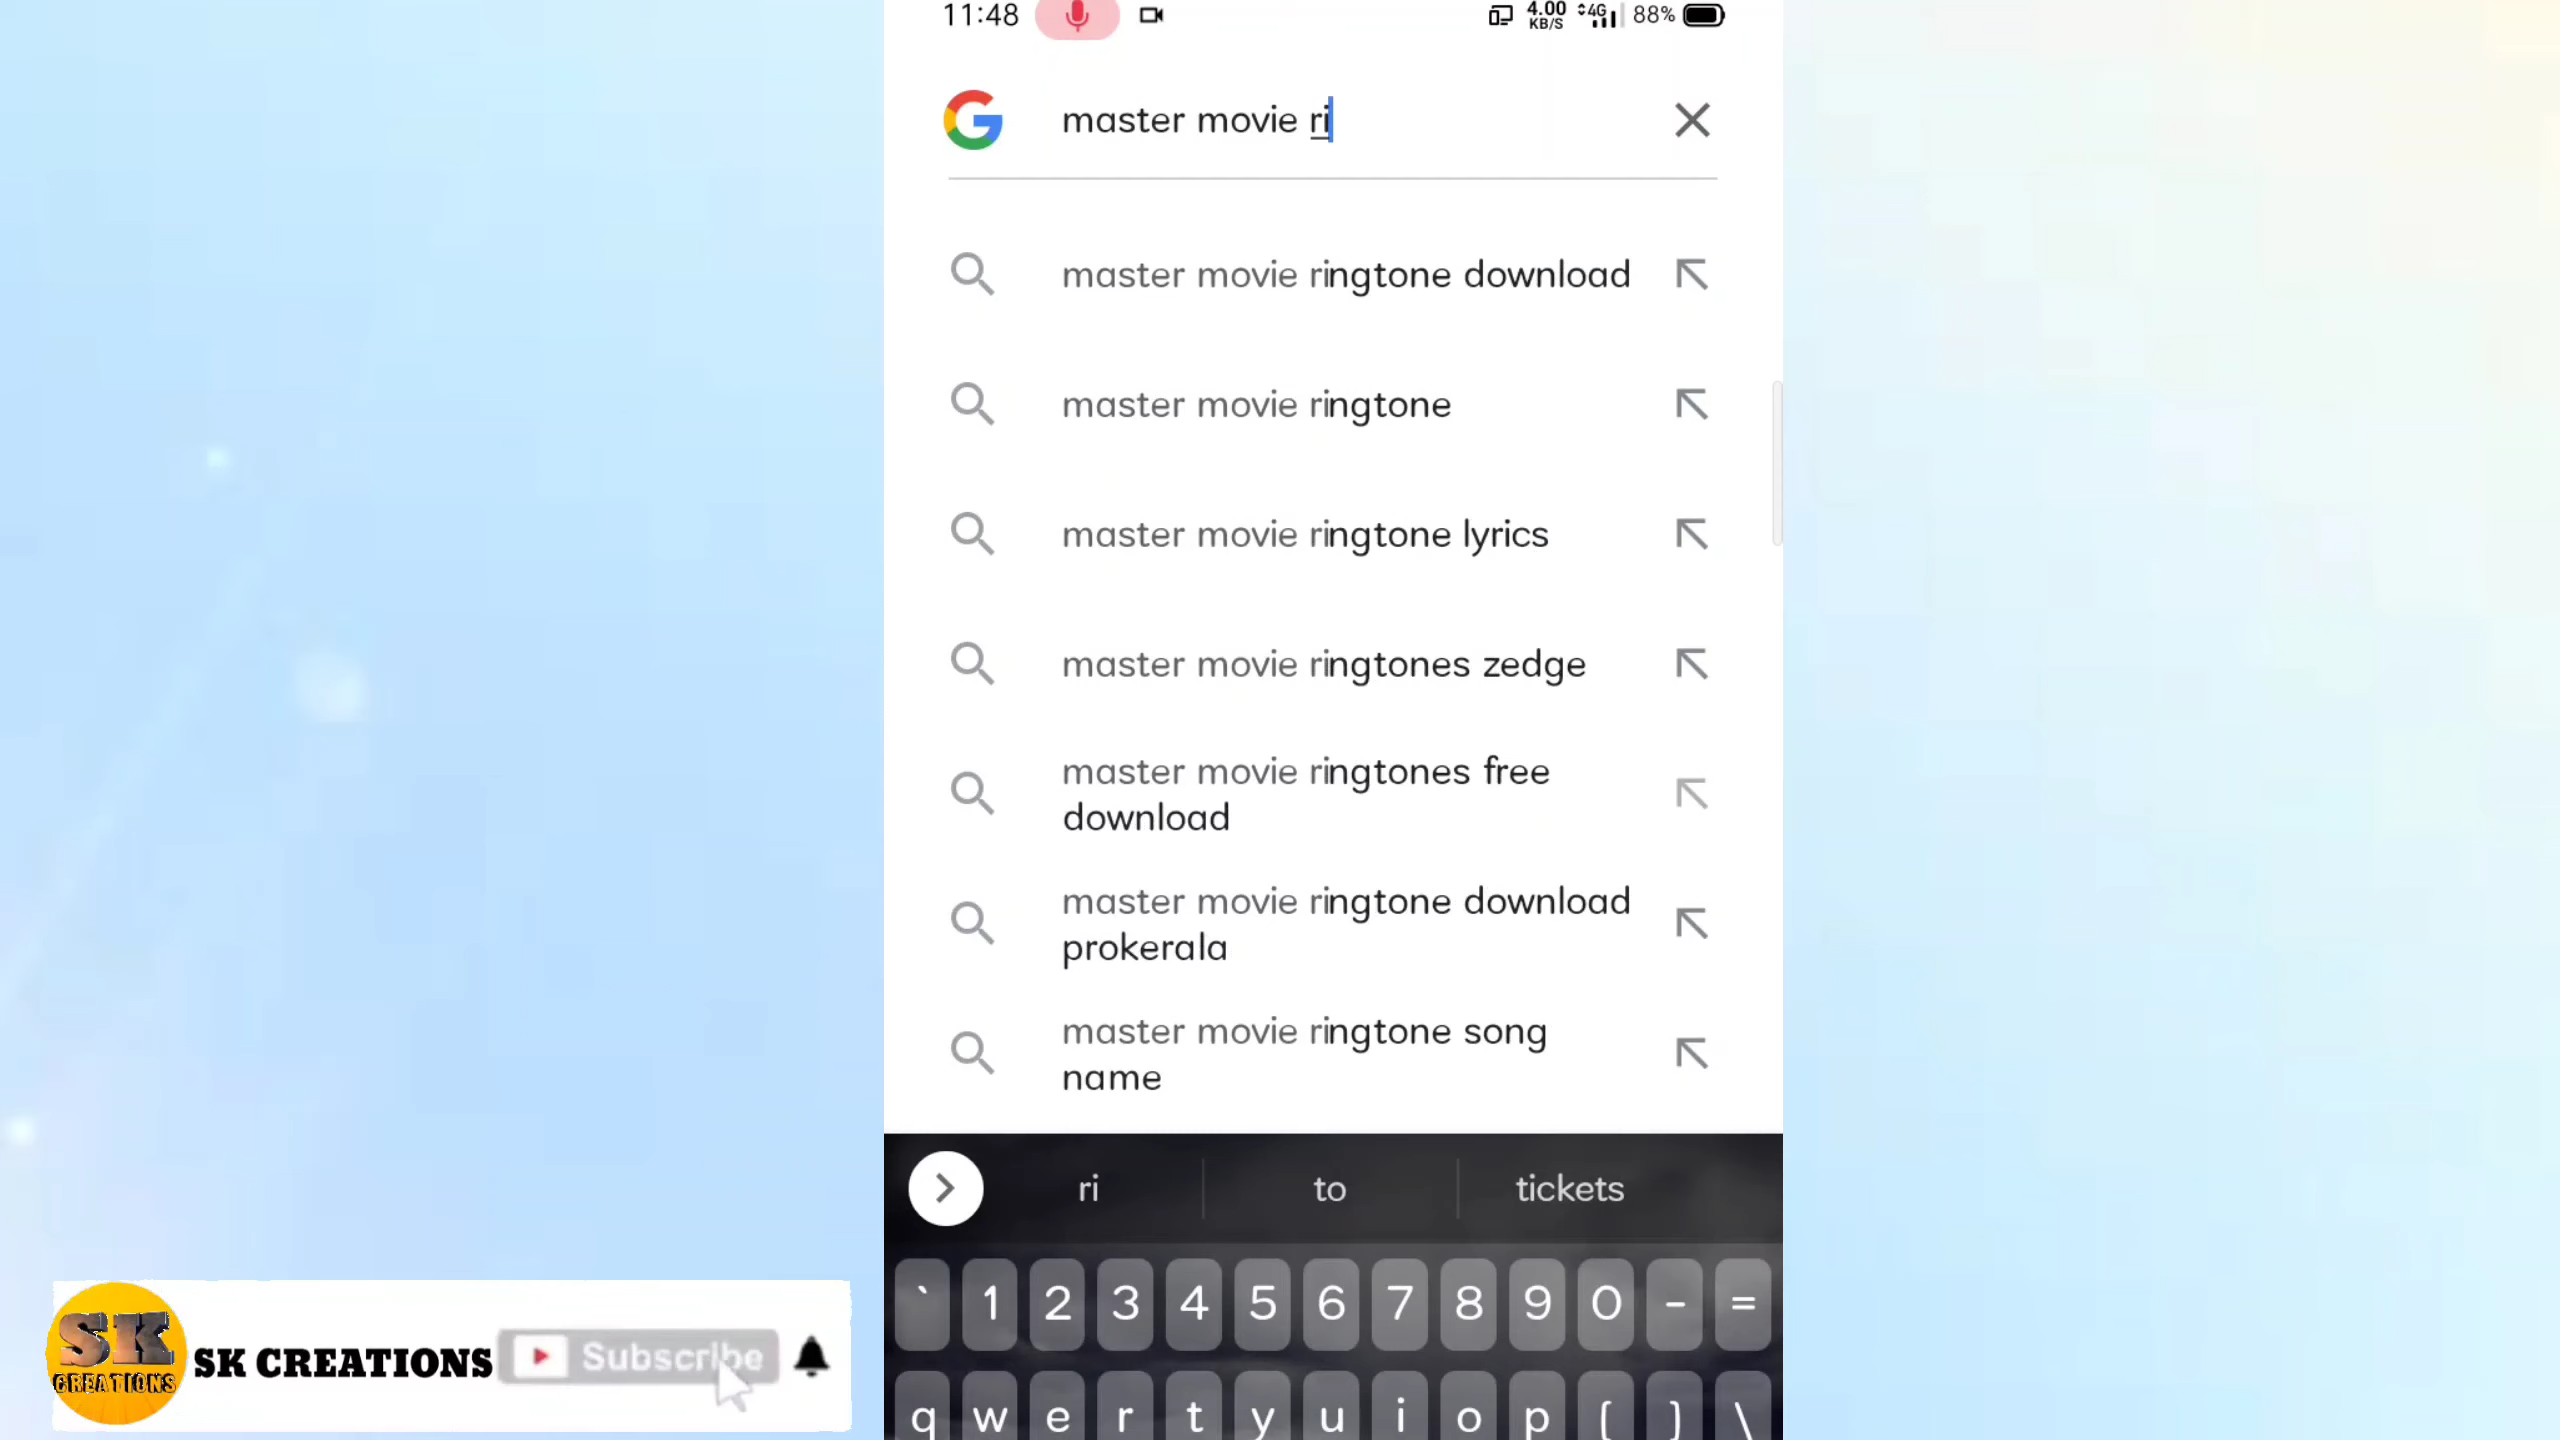 11:48
4.00 KB/S 4G 88%
master movie ri
master movie ringtone download
master movie ringtone
master movie ringtone lyrics
master movie ringtones zedge
master movie ringtones free
download
master movie ringtone download
prokerala
master movie ringtone song
name
ri to tickets
` 1 2 3 4 5 6 7 8 9 0 - =
q w e r t y u i o p [ ] \
SK CREATIONS
SK CREATIONS Subscribe